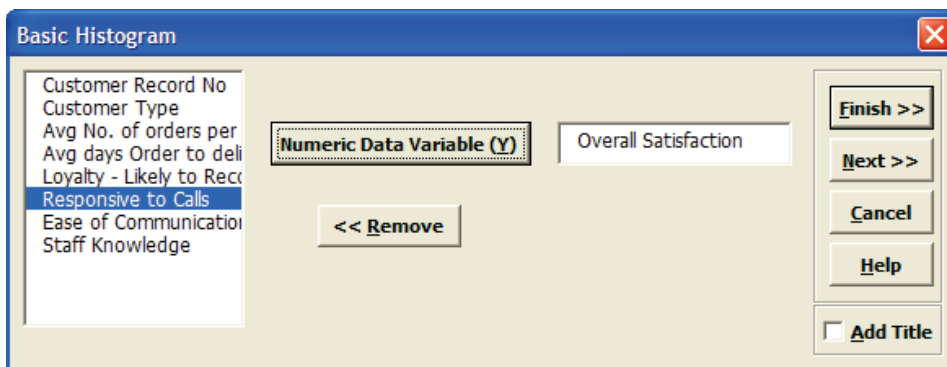 Basic Histogram
Customer Record No
Customer Type
Avg No. of orders per
Avg days Order to deli
Loyalty - Likely to Reco
Responsive to Calls
Ease of Communication
Staff Knowledge
Numeric Data Variable (Y)
<< Remove
Overall Satisfaction
Finish >>
Next >>
Cancel
Help
Add Title